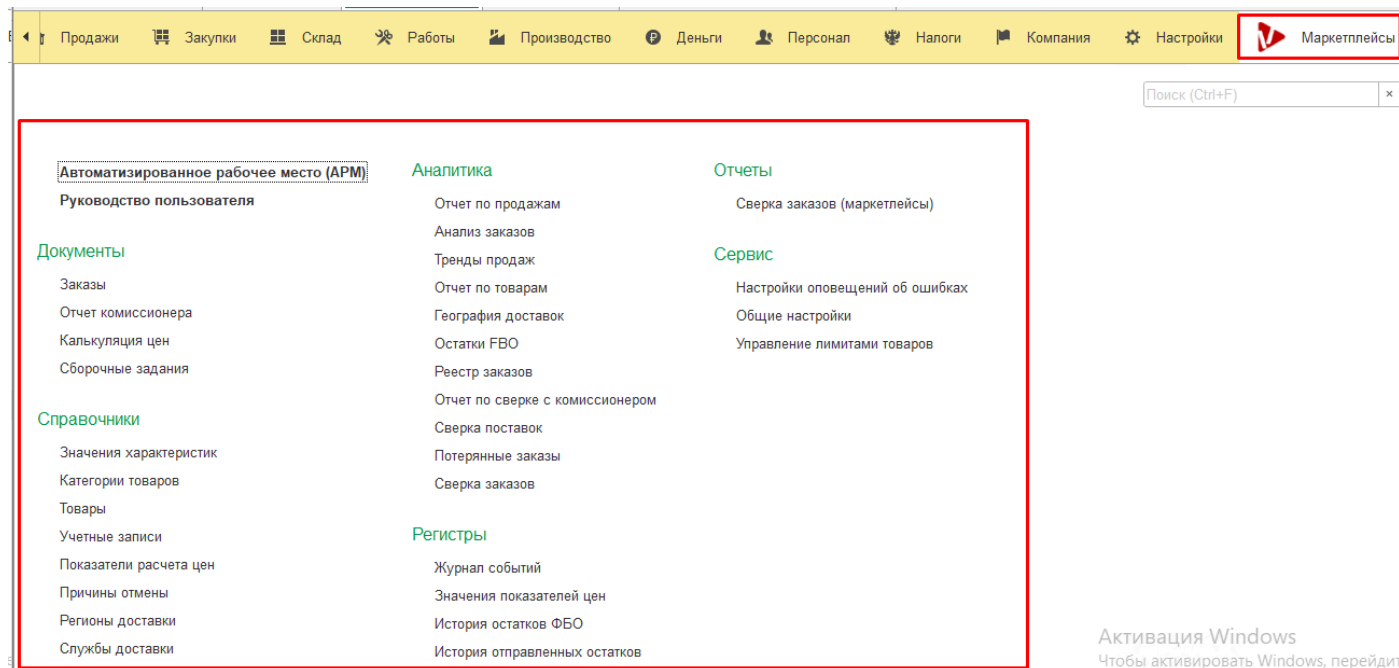 Продажи Закупки Склад Работы Производство Деньги Персонал Налоги Компания Настройки Маркетплейсы
Поиск (Ctrl+F) ×
Автоматизированное рабочее место (АРМ)
Руководство пользователя
Документы
Заказы
Отчет комиссионера
Калькуляция цен
Сборочные задания
Справочники
Значения характеристик
Категории товаров
Товары
Учетные записи
Показатели расчета цен
Причины отмены
Регионы доставки
Службы доставки
Аналитика
Отчет по продажам
Анализ заказов
Тренды продаж
Отчет по товарам
География доставок
Остатки FBO
Реестр заказов
Отчет по сверке с комиссионером
Сверка поставок
Потерянные заказы
Сверка заказов
Регистры
Журнал событий
Значения показателей цен
История остатков ФБО
История отправленных остатков
Отчеты
Сверка заказов (маркетлейсы)
Сервис
Настройки оповещений об ошибках
Общие настройки
Управление лимитами товаров
Активация Windows
Чтобы активировать Windows, перейдит